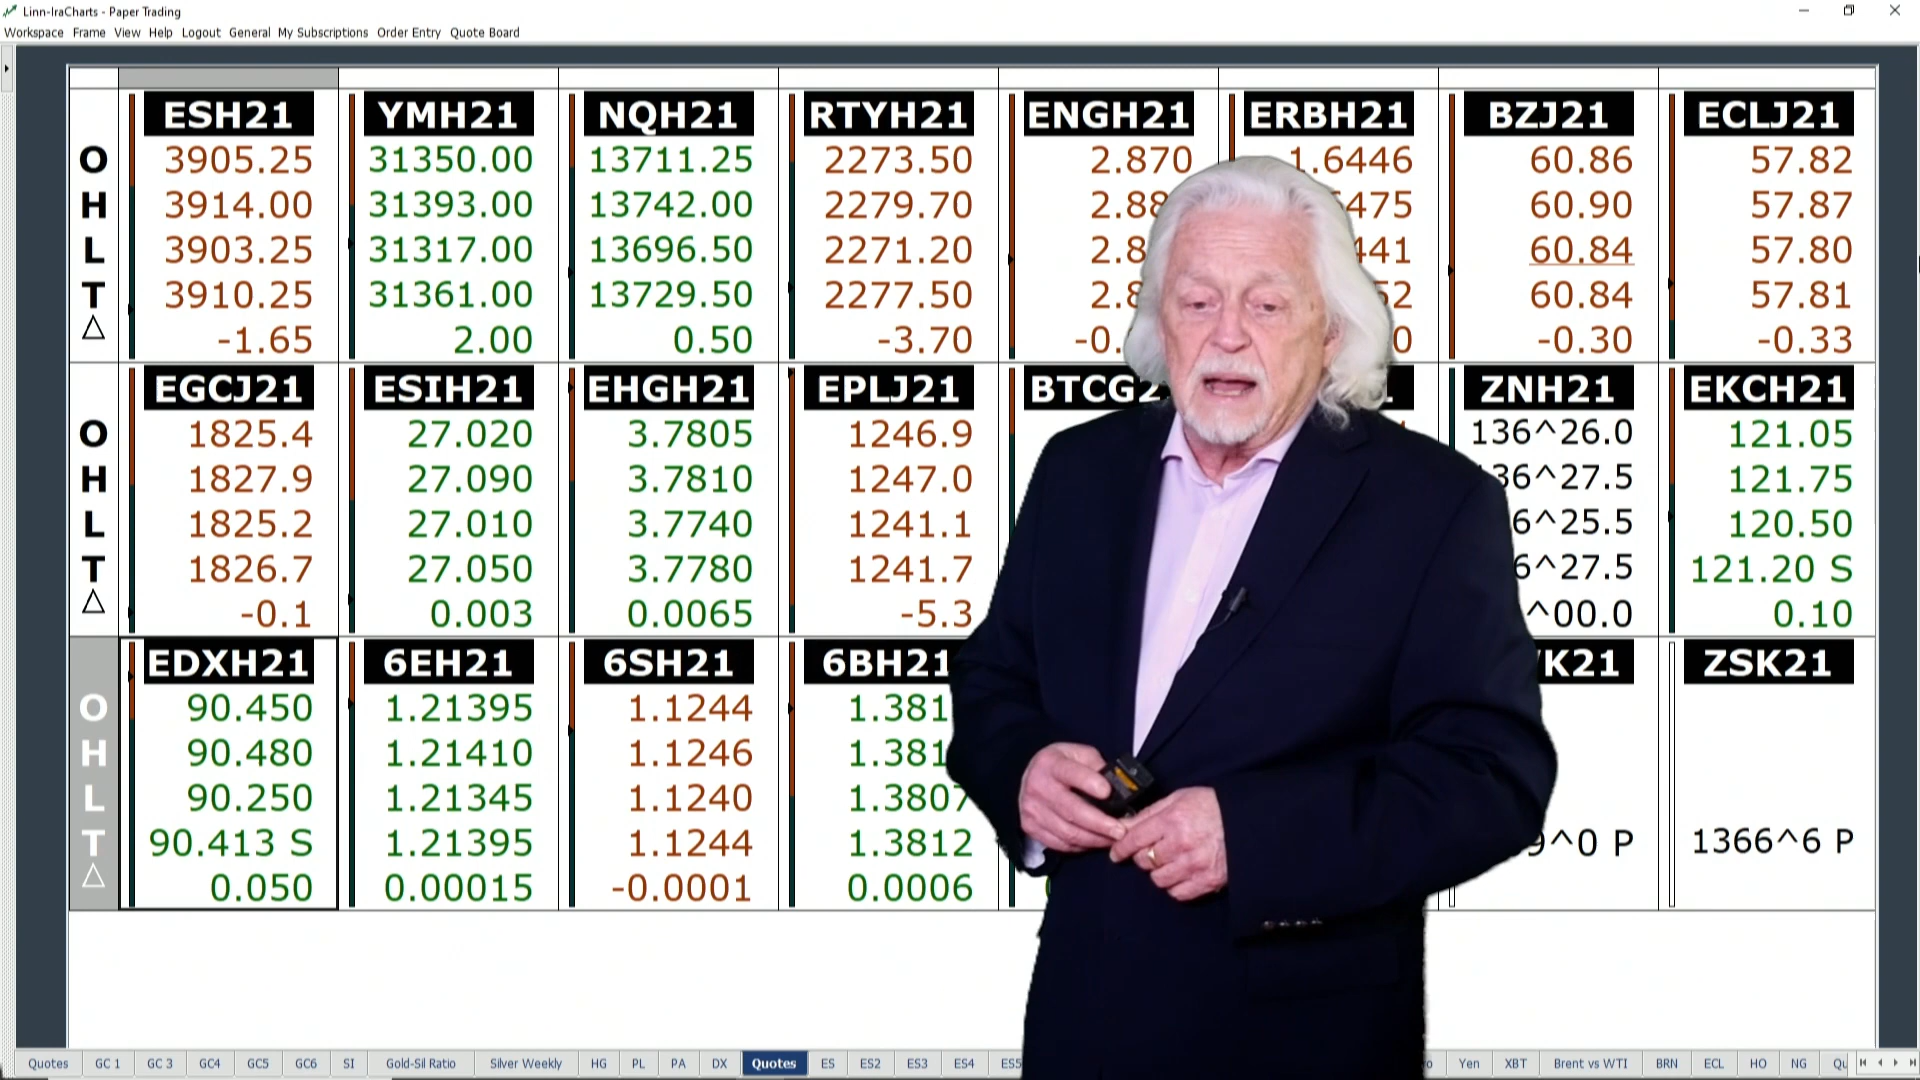 Linn-IraCharts - Paper Trading
Workspace Frame View Help Logout General My Subscriptions Order Entry Quote Board
ESH21 YMH21 NQH21 RTYH21 ENGH21 ERBH21 BZJ21 ECLJ21
O 3905.25 31350.00 13711.25 2273.50 2.870 1.6446 60.86 57.82
H 3914.00 31393.00 13742.00 2279.70 60.90 57.87
L 3903.25 31317.00 13696.50 2271.20 60.84 57.80
T 3910.25 31361.00 13729.50 2277.50 60.84 57.81
△ -1.65 2.00 0.50 -3.70 -0.30 -0.33
EGCJ21 ESIH21 EHGH21 EPLJ21 ZNH21 EKCH21
O 1825.4 27.020 3.7805 1246.9 136^26.0 121.05
H 1827.9 27.090 3.7810 1247.0 121.75
L 1825.2 27.010 3.7740 1241.1 120.50
T 1826.7 27.050 3.7780 1241.7 121.20 S
△ -0.1 0.003 0.0065 -5.3 0.10
EDXH21 6EH21 6SH21 6BH21 ZSK21
O 90.450 1.21395 1.1244
H 90.480 1.21410 1.1246
L 90.250 1.21345 1.1240 1.3807
T 90.413 S 1.21395 1.1244 1.3812 1366^6 P
△ 0.050 0.00015 -0.0001 0.0006
Quotes GC 1 GC 3 GC4 GC5 GC6 SI Gold-Sil Ratio Silver Weekly HG PL PA DX Quotes ES ES2 ES3 ES4 ES5 Yen XBT Brent vs WTI BRN ECL HO NG